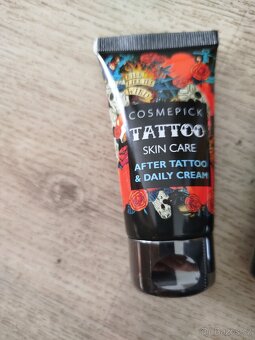 COSMEPICK
TATTOO
SKIN CARE
AFTER TATTOO
& DAILY CREAM